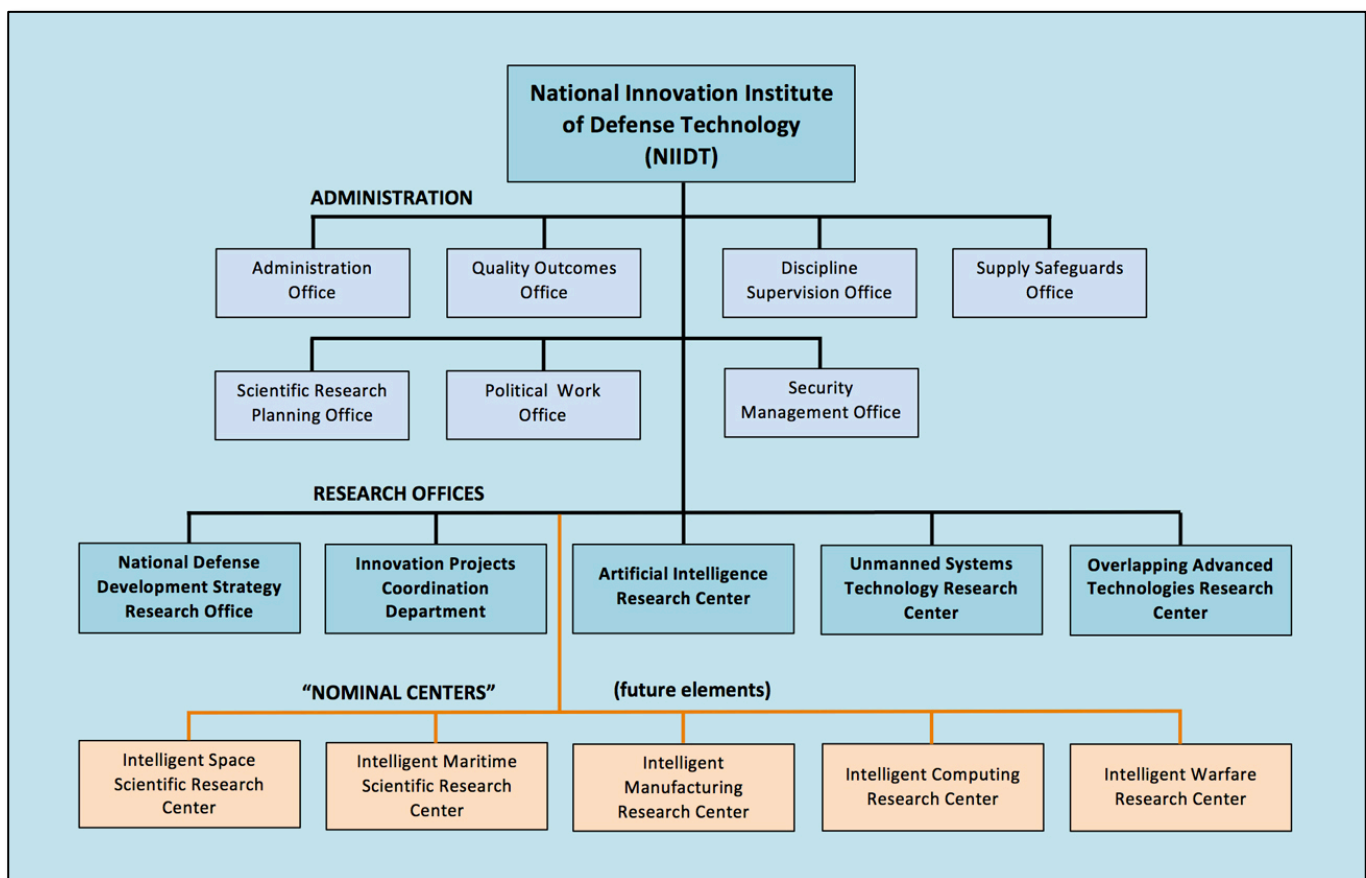 National Innovation Institute
of Defense Technology
(NIIDT)
ADMINISTRATION
Administration
Office
Quality Outcomes
Office
Discipline
Supervision Office
Supply Safeguards
Office
Scientific Research
Planning Office
Political Work
Office
Security
Management Office
RESEARCH OFFICES
National Defense
Development Strategy
Research Office
Innovation Projects
Coordination
Department
Artificial Intelligence
Research Center
Unmanned Systems
Technology Research
Center
Overlapping Advanced
Technologies Research
Center
“NOMINAL CENTERS” (future elements)
Intelligent Space
Scientific Research
Center
Intelligent Maritime
Scientific Research
Center
Intelligent
Manufacturing
Research Center
Intelligent Computing
Research Center
Intelligent Warfare
Research Center